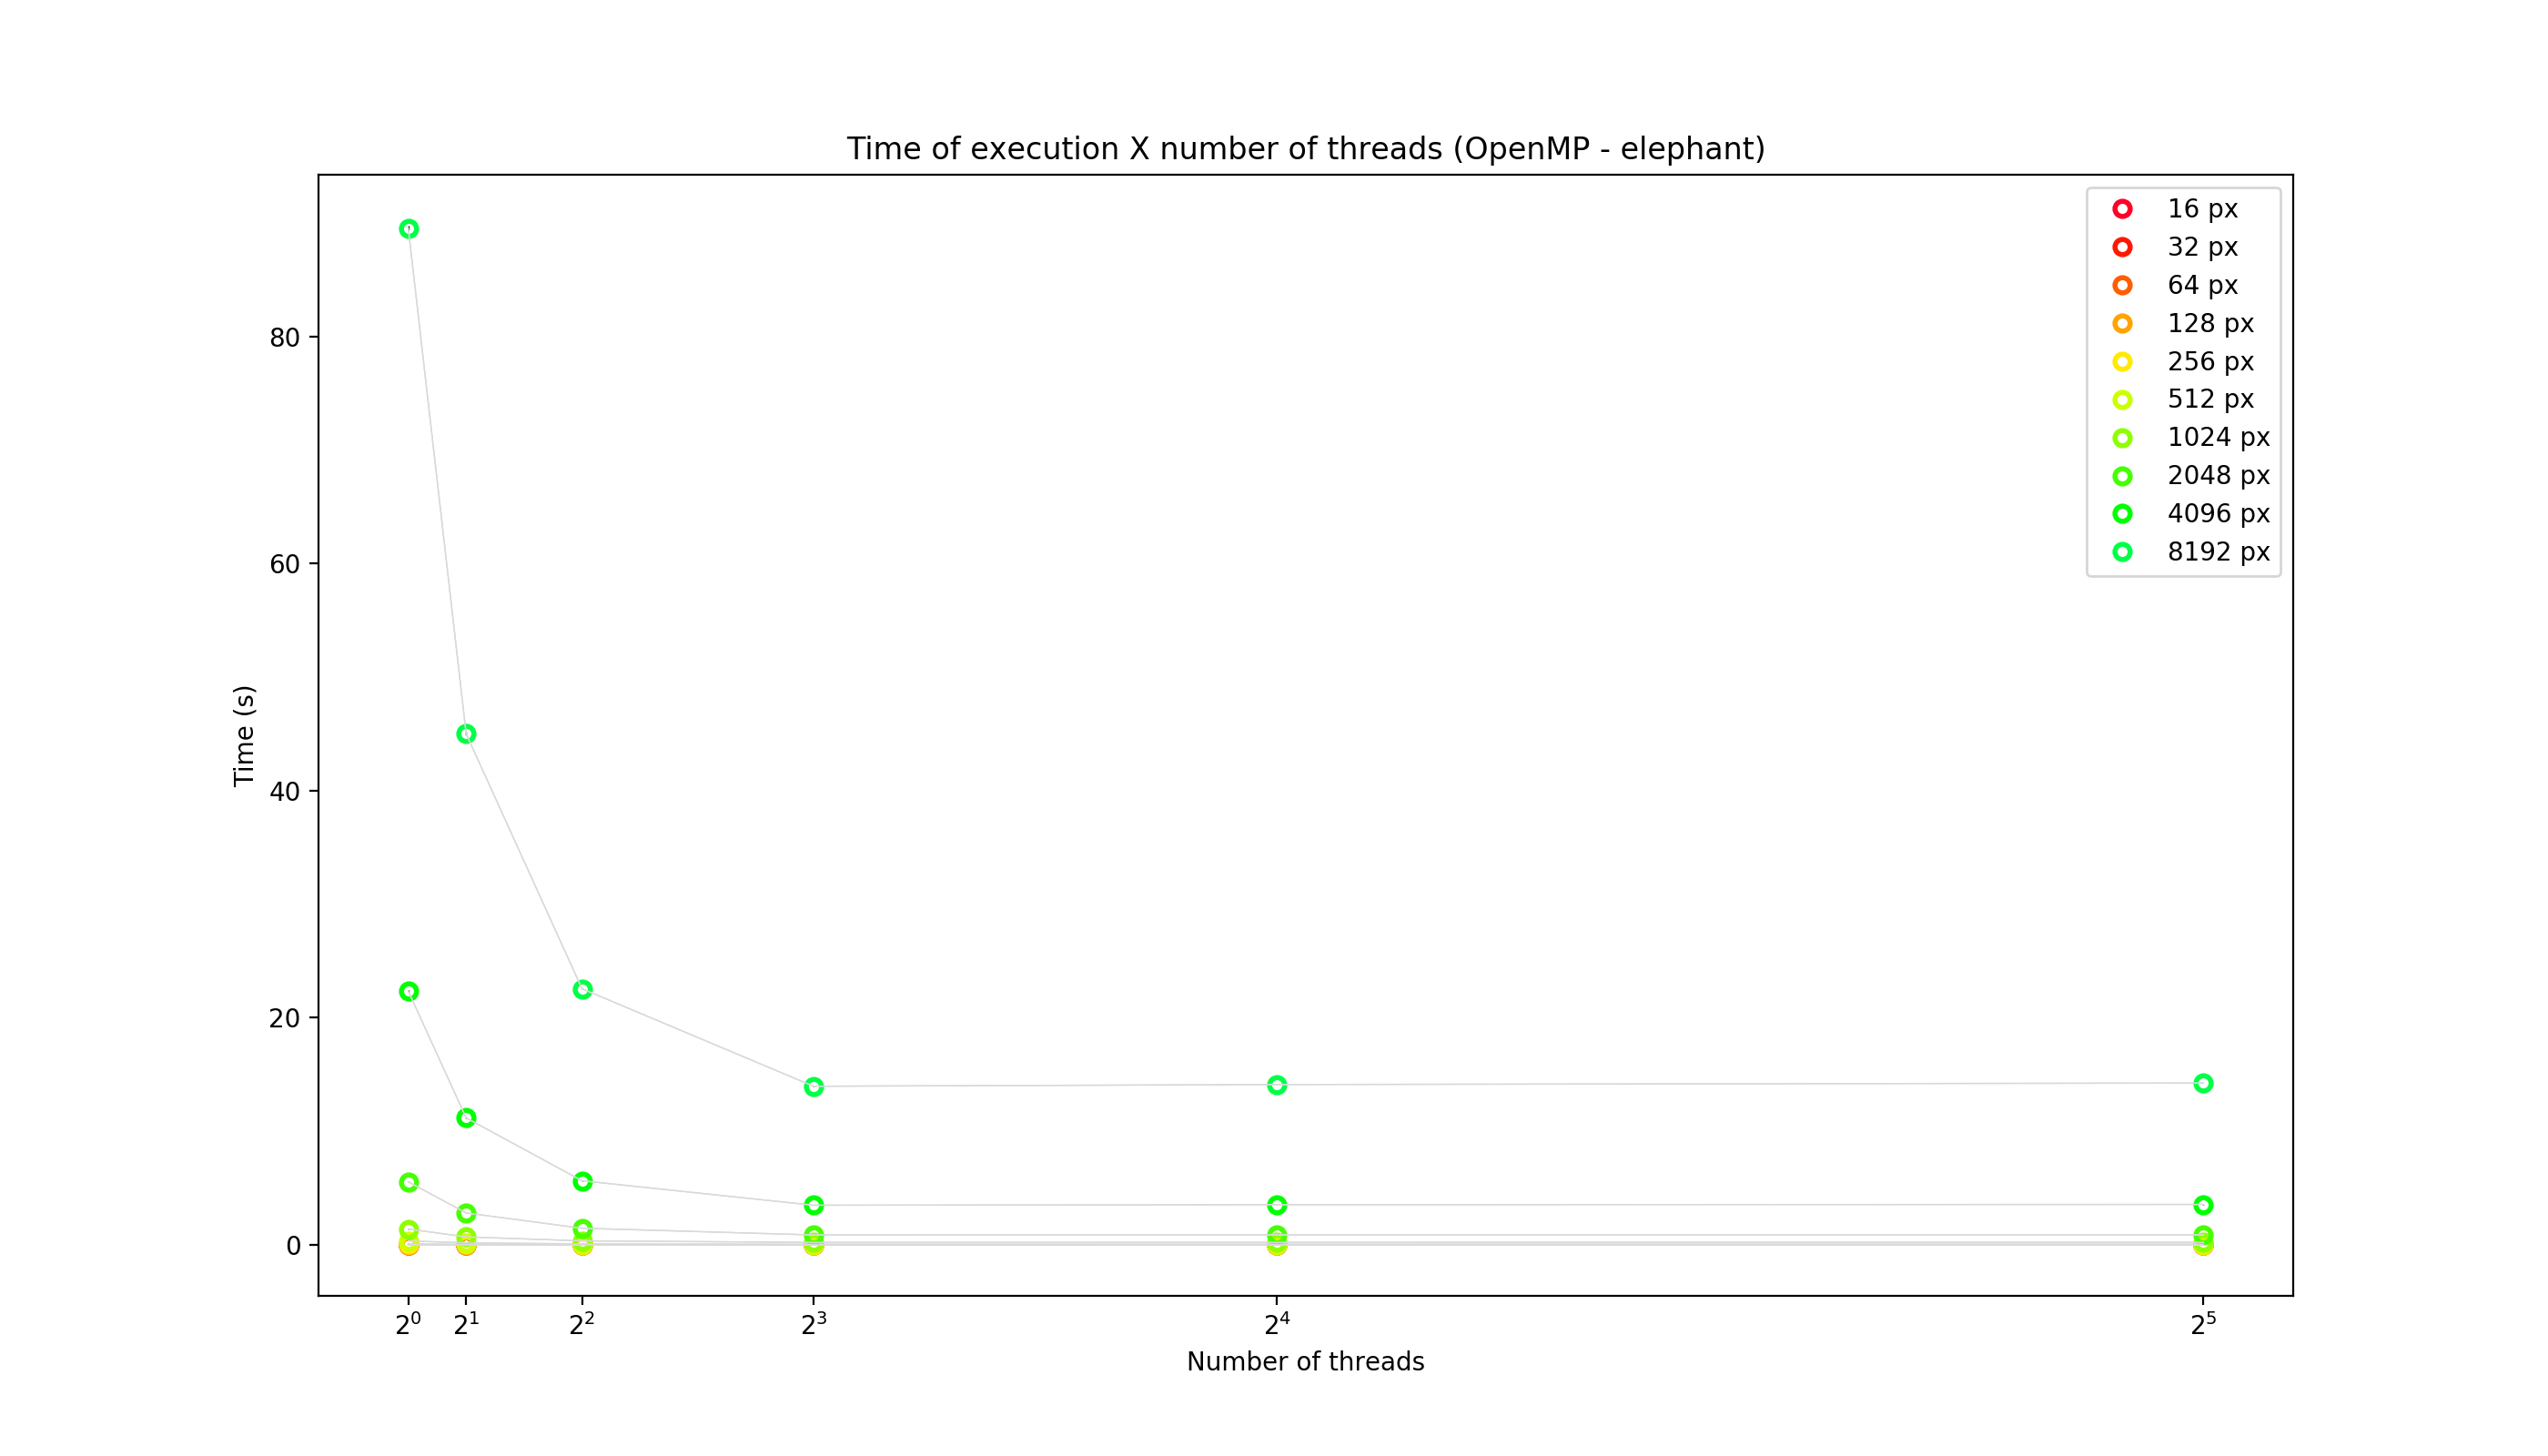 Time of execution X number of threads (OpenMP - elephant)
16 px
32 px
64 px
128 px
256 px
512 px
1024 px
2048 px
4096 px
8192 px
80
60
40
20
0
Time (s)
2⁰ 2¹ 2² 2³ 2⁴ 2⁵
Number of threads